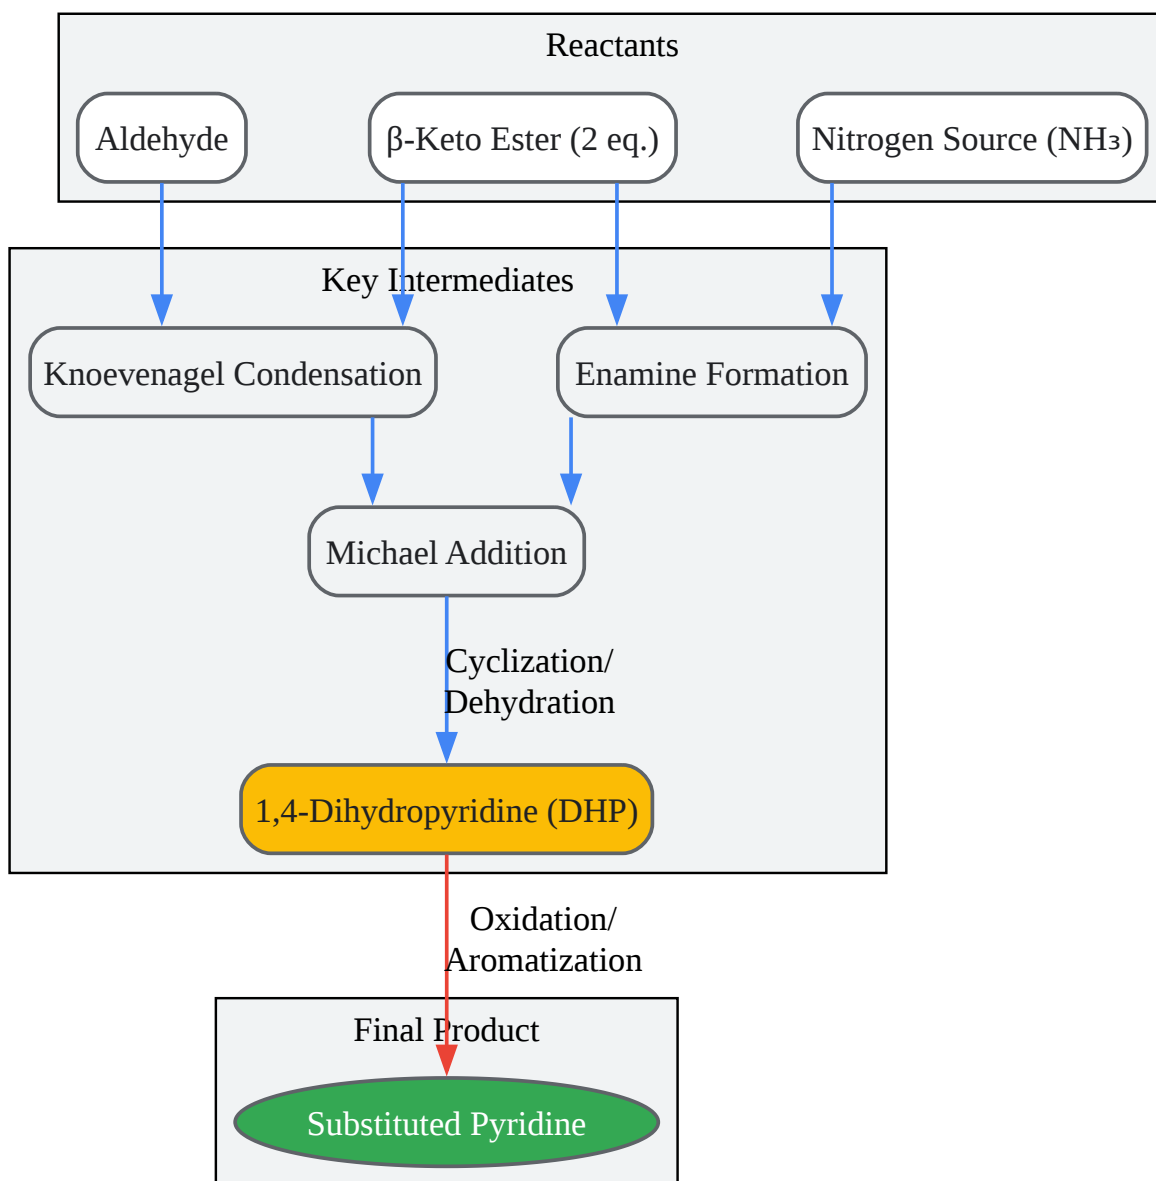 Reactants
Aldehyde
β-Keto Ester (2 eq.)
Nitrogen Source (NH₃)
Key Intermediates
Knoevenagel Condensation
Enamine Formation
Michael Addition
Cyclization/
Dehydration
1,4-Dihydropyridine (DHP)
Oxidation/
Aromatization
Final Product
Substituted Pyridine